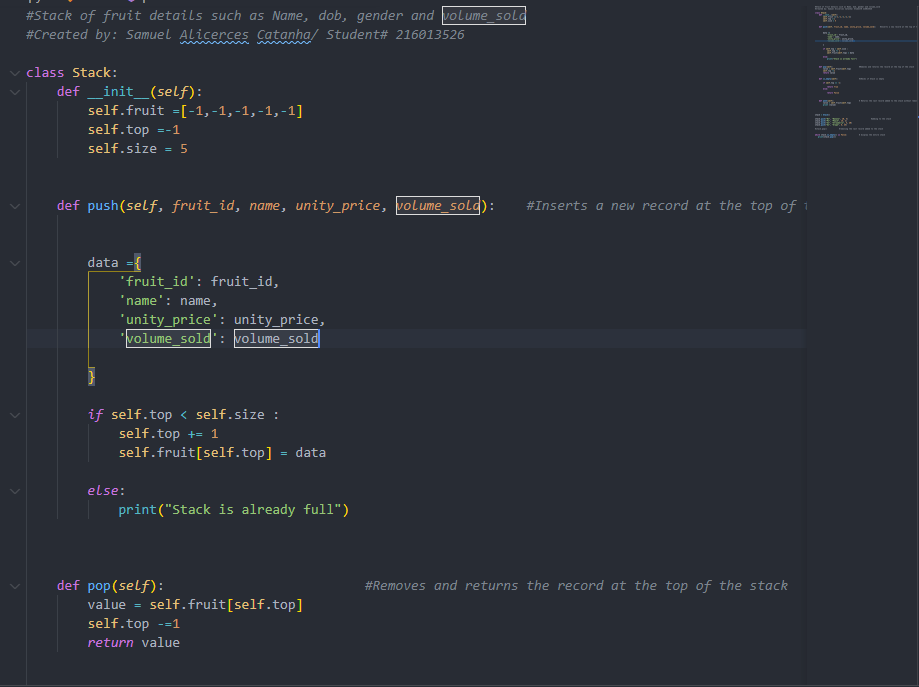 #Stack of fruit details such as Name, dob, gender and volume_sold
#Created by: Samuel Alicerces Catanha/ Student# 216013526
class Stack:
def __init__(self):
self.fruit =[-1,-1,-1,-1,-1]
self.top =-1
self.size = 5
def push(self, fruit_id, name, unity_price, volume_sold): #Inserts a new record at the top of
data ={
'fruit_id': fruit_id,
'name': name,
'unity_price': unity_price,
'volume_sold': volume_sold
}
if self.top < self.size :
self.top += 1
self.fruit[self.top] = data
else:
print("Stack is already full")
def pop(self): #Removes and returns the record at the top of the stack
value = self.fruit[self.top]
self.top -=1
return value